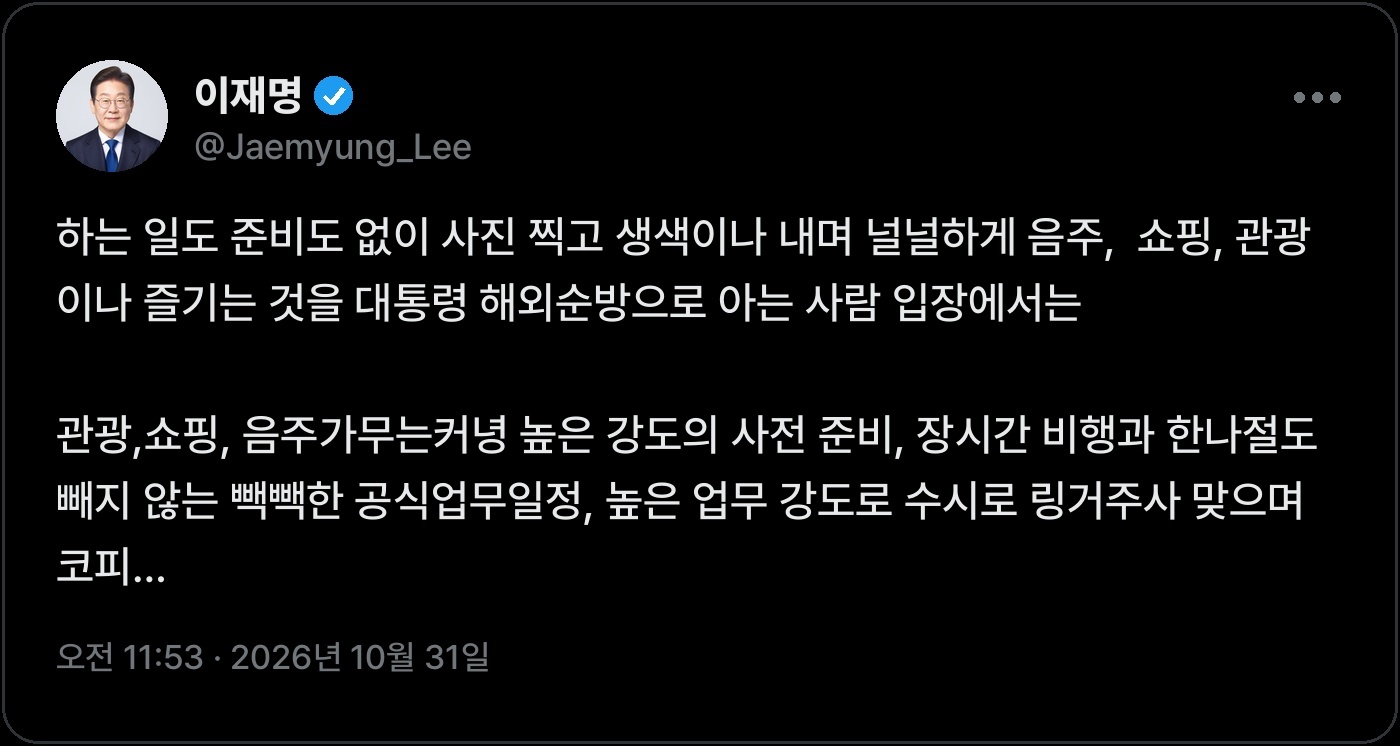 이재명
@Jaemyung_Lee
하는 일도 준비도 없이 사진 찍고 생색이나 내며 널널하게 음주,  쇼핑, 관광
이나 즐기는 것을 대통령 해외순방으로 아는 사람 입장에서는
관광,쇼핑, 음주가무는커녕 높은 강도의 사전 준비, 장시간 비행과 한나절도
빼지 않는 빽빽한 공식업무일정, 높은 업무 강도로 수시로 링거주사 맞으며
코피...
오전 11:53 · 2026년 10월 31일